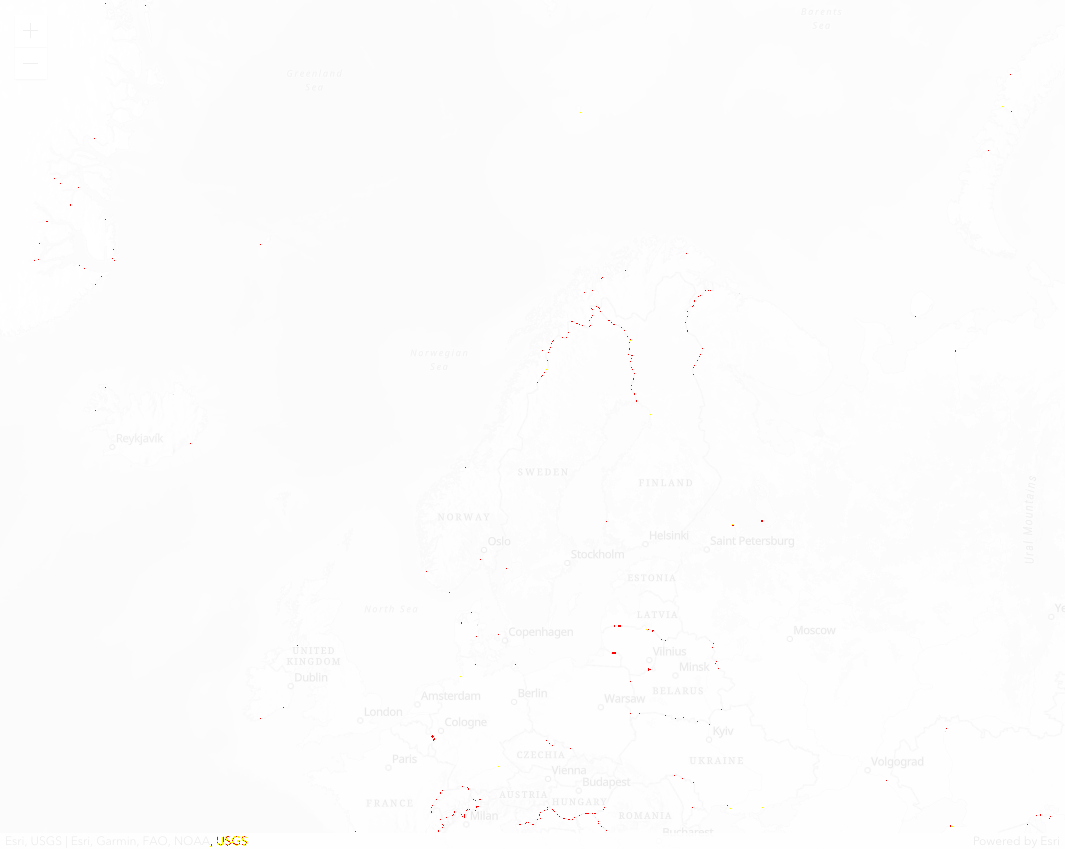 Barents
Sea
Greenland
Sea
Norwegian
Sea
Reykjavík
SWEDEN
FINLAND
NORWAY
Oslo
Helsinki
Saint Petersburg
Stockholm
ESTONIA
North Sea
LATVIA
Copenhagen
Moscow
Ural Mountains
UNITED
KINGDOM
Vilnius
Dublin
Minsk
Amsterdam
Berlin
BELARUS
Warsaw
London
Cologne
Kyiv
Paris
CZECHIA
UKRAINE
Volgograd
Vienna
Budapest
AUSTRIA
FRANCE
HUNGARY
Milan
ROMANIA
Esri, USGS | Esri, Garmin, FAO, NOAA, USGS
Powered by Esri